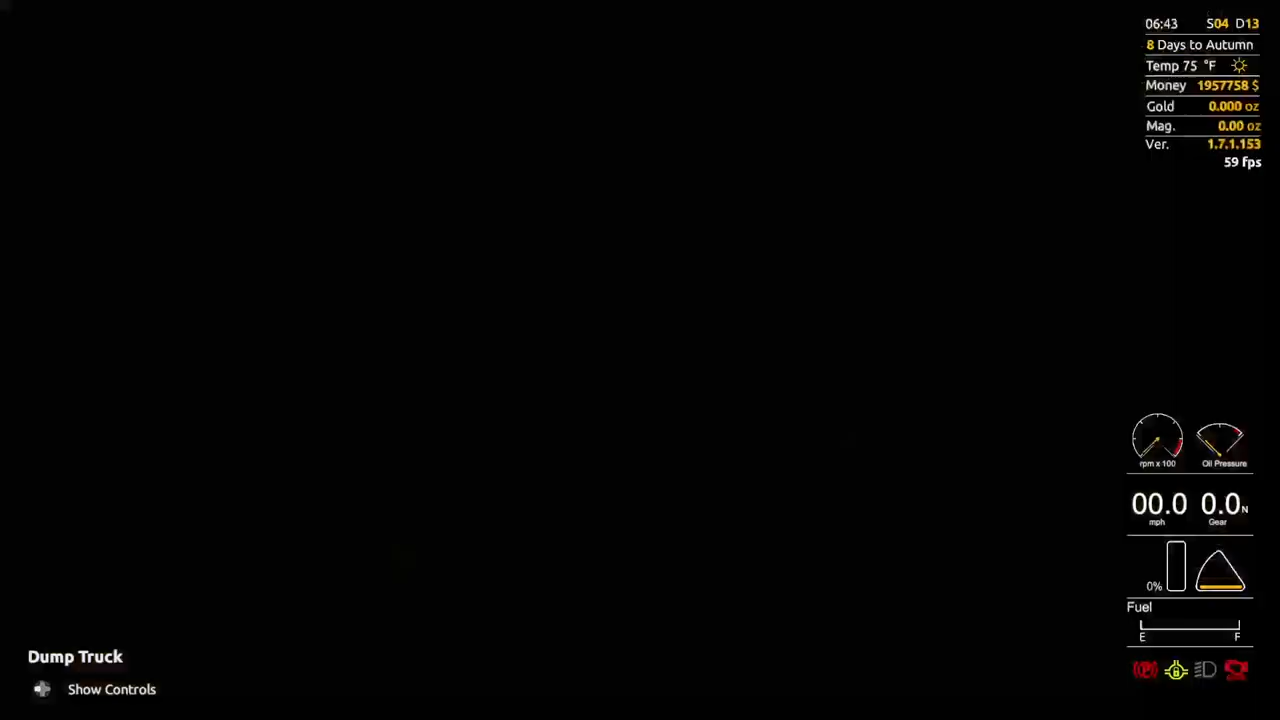 06:43 S04 D13
8 Days to Autumn
Temp 75 °F
Money 1957758 $
Gold 0.000 oz
Mag. 0.00 oz
Ver. 1.7.1.153
59 fps
rpm x 100 Oil Pressure
00.0 0.0 N
mph Gear
0%
Fuel
E F
Dump Truck
Show Controls